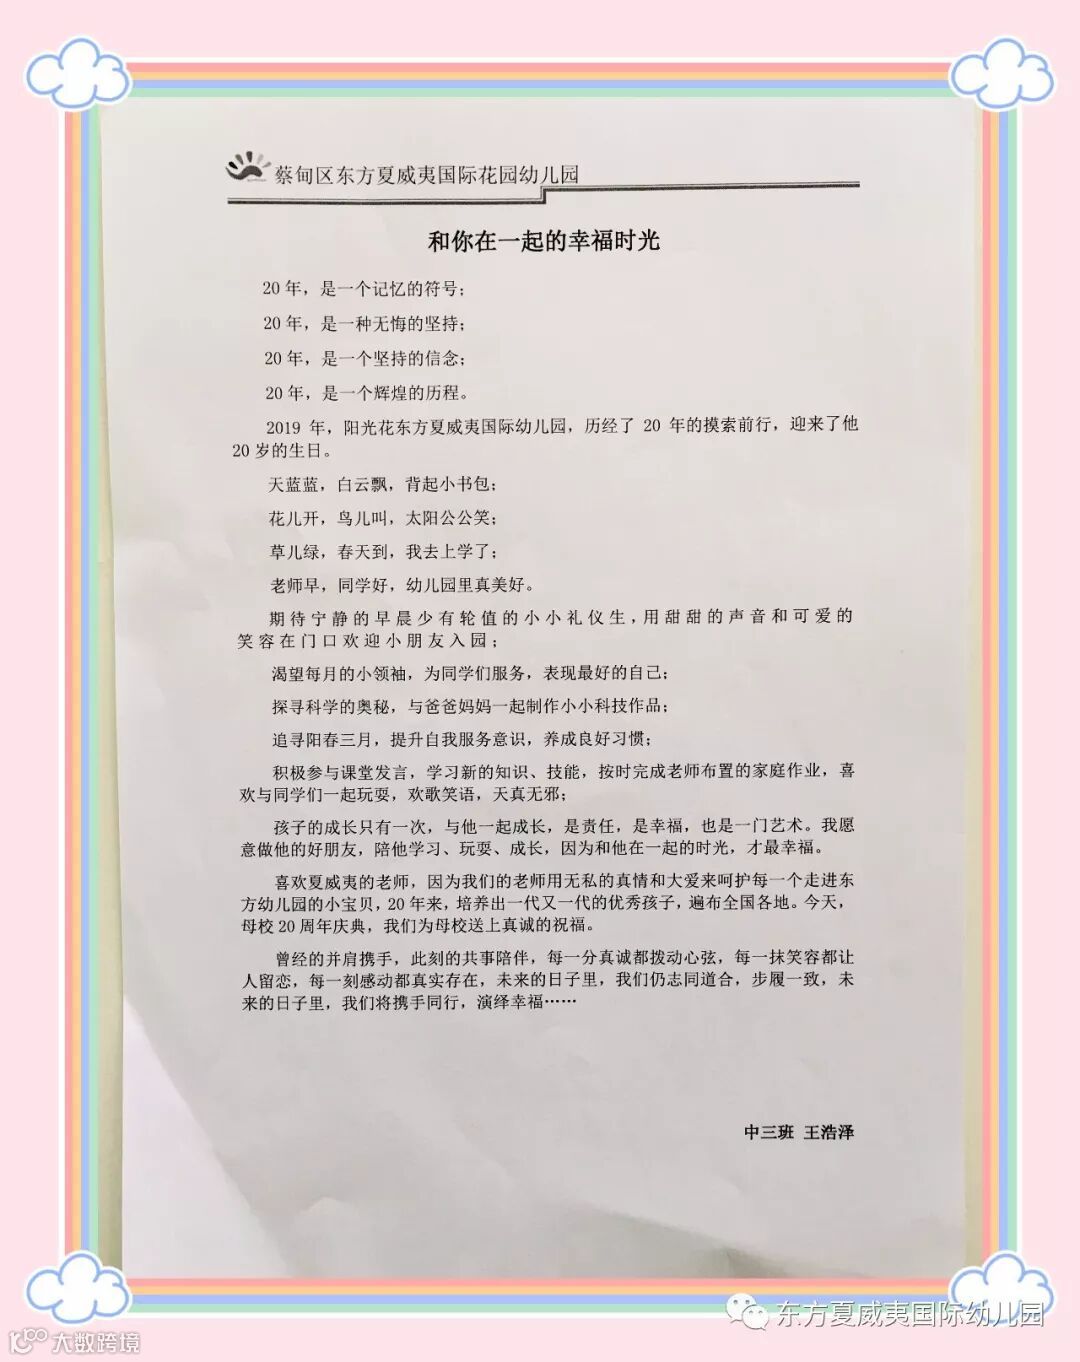 蔡甸区东方夏威夷国际花园幼儿园
和你在一起的幸福时光
20 年，是一个记忆的符号；
20 年，是一种无悔的坚持；
20 年，是一个坚持的信念；
20 年，是一个辉煌的历程。
2019 年，阳光花东方夏威夷国际幼儿园，历经了 20 年的摸索前行，迎来了他
20 岁的生日。
天蓝蓝，白云飘，背起小书包；
花儿开，鸟儿叫，太阳公公笑；
草儿绿，春天到，我去上学了；
老师早，同学好，幼儿园里真美好。
期待宁静的早晨少有轮值的小小礼仪生，用甜甜的声音和可爱的
笑容在门口欢迎小朋友入园；
渴望每月的小领袖，为同学们服务，表现最好的自己；
探寻科学的奥秘，与爸爸妈妈一起制作小小科技作品；
追寻阳春三月，提升自我服务意识，养成良好习惯；
积极参与课堂发言，学习新的知识、技能，按时完成老师布置的家庭作业，喜
欢与同学们一起玩耍，欢歌笑语，天真无邪；
孩子的成长只有一次，与他一起成长，是责任，是幸福，也是一门艺术。我愿
意做他的好朋友，陪他学习、玩耍、成长，因为和他在一起的时光，才最幸福。
喜欢夏威夷的老师，因为我们的老师用无私的真情和大爱来呵护每一个走进东
方幼儿园的小宝贝，20 年来，培养出一代又一代的优秀孩子，遍布全国各地。今天，
母校 20 周年庆典，我们为母校送上真诚的祝福。
曾经的并肩携手，此刻的共事陪伴，每一分真诚都拨动心弦，每一抹笑容都让
人留恋，每一刻感动都真实存在，未来的日子里，我们仍志同道合，步履一致，未
来的日子里，我们将携手同行，演绎幸福……
中三班 王浩泽
东方夏威夷国际幼儿园
大数跨境